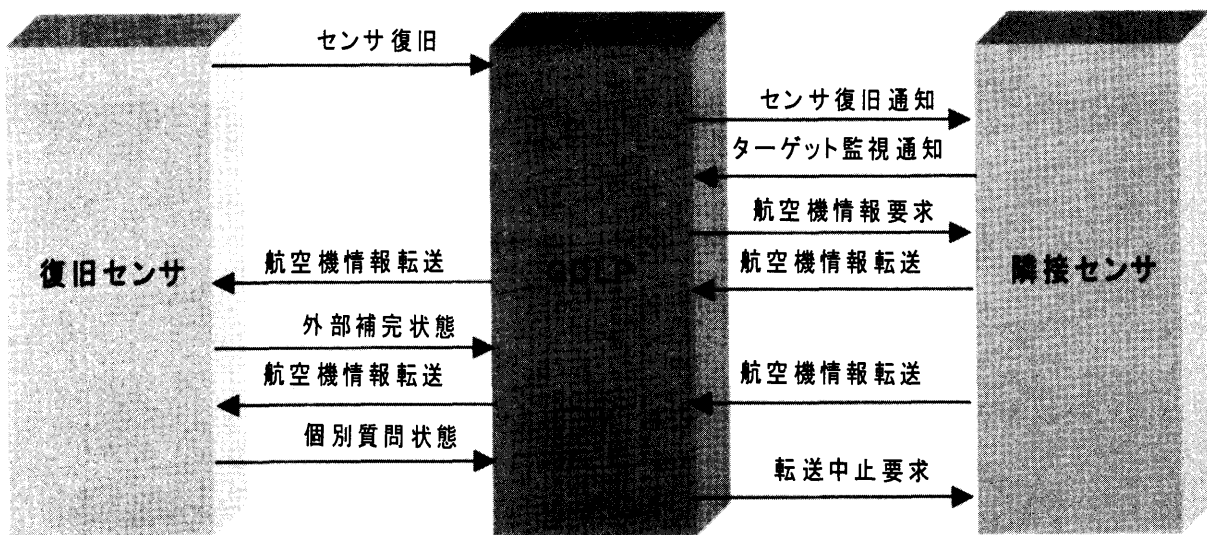 センサ復旧
センサ復旧通知
ターゲット監視通知
航空機情報要求
復旧センサ
航空機情報転送
GDLP
航空機情報転送
隣接センサ
外部補完状態
航空機情報転送
航空機情報転送
個別質問状態
転送中止要求